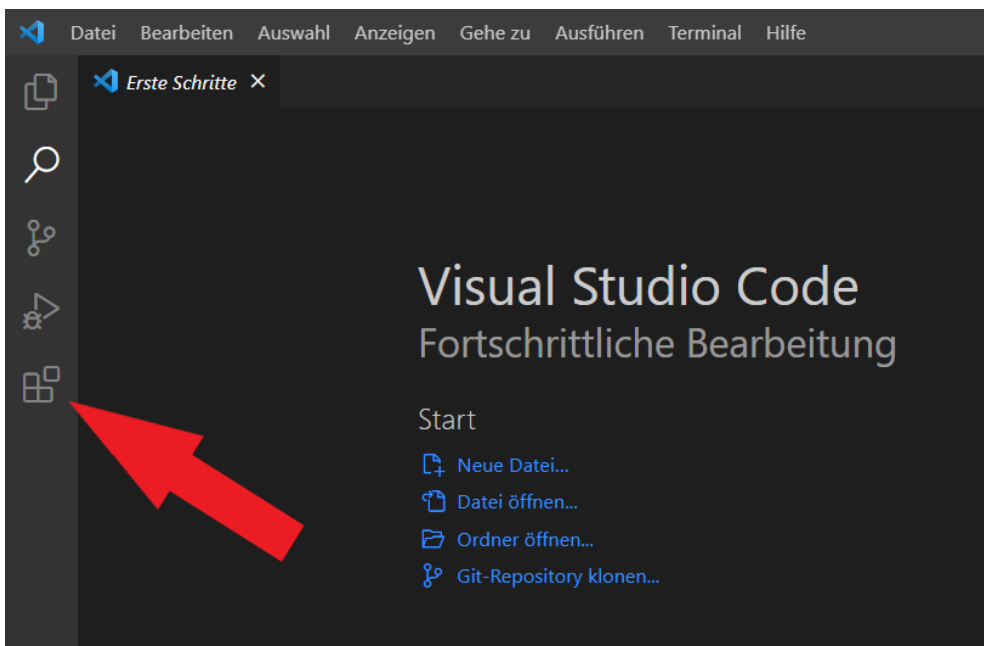 Datei Bearbeiten Auswahl Anzeigen Gehe zu Ausführen Terminal Hilfe
Erste Schritte
Visual Studio Code
Fortschrittliche Bearbeitung
Start
Neue Datei...
Datei öffnen...
Ordner öffnen...
Git-Repository klonen...